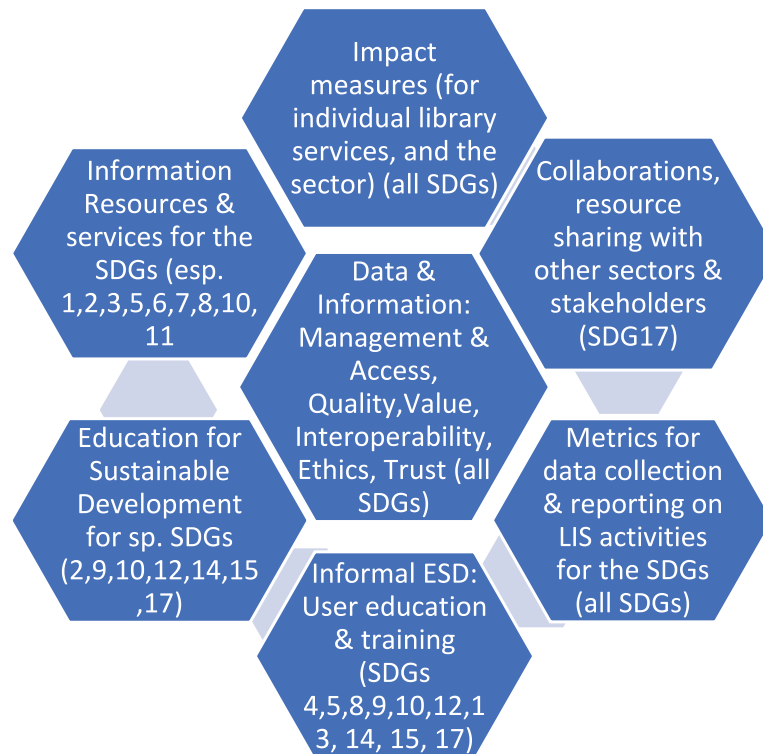 Impact
measures (for
individual library
services, and the
sector) (all SDGs)
Collaborations,
resource
sharing with
other sectors &
stakeholders
(SDG17)
Metrics for
data collection
& reporting on
LIS activities
for the SDGs
(all SDGs)
Informal ESD:
User education
& training
(SDGs
4,5,8,9,10,12,1
3, 14, 15, 17)
Education for
Sustainable
Development
for sp. SDGs
(2,9,10,12,14,15
,17)
Information
Resources &
services for the
SDGs (esp.
1,2,3,5,6,7,8,10,
11
Data &
Information:
Management &
Access,
Quality,Value,
Interoperability,
Ethics, Trust (all
SDGs)